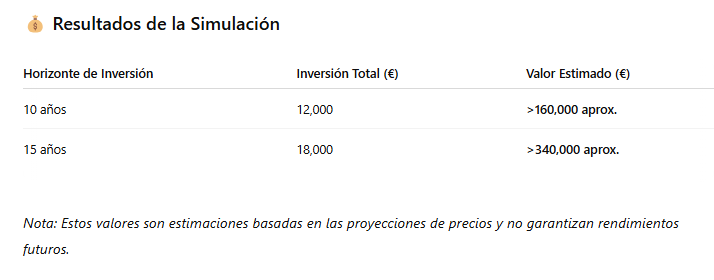 💰 Resultados de la Simulación
Horizonte de Inversión Inversión Total (€) Valor Estimado (€)
10 años 12,000 >160,000 aprox.
15 años 18,000 >340,000 aprox.
Nota: Estos valores son estimaciones basadas en las proyecciones de precios y no garantizan rendimientos
futuros.